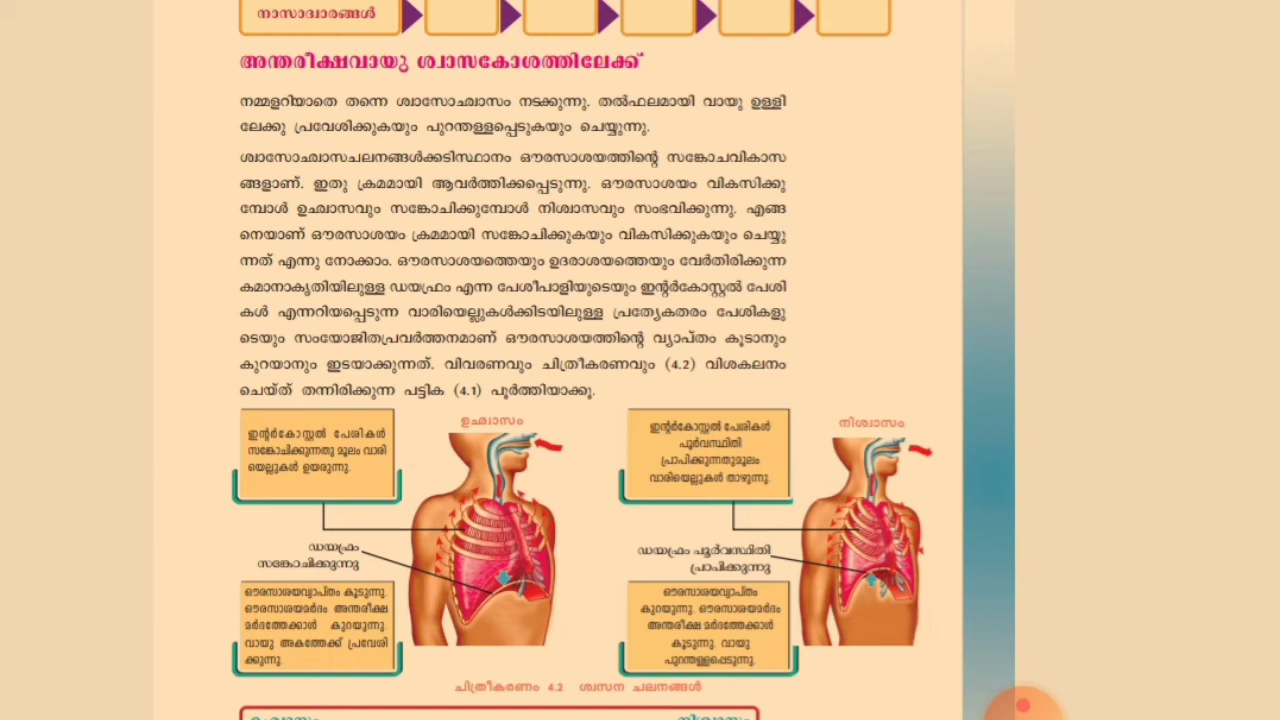 നാസാദ്വാരങ്ങൾ
അന്തരീക്ഷവായു ശ്വാസകോശത്തിലേക്ക്
നമ്മളറിയാതെ തന്നെ ശ്വാസോഛ്വാസം നടക്കുന്നു. തൽഫലമായി വായു ഉള്ളി
ലേക്കു പ്രവേശിക്കുകയും പുറന്തള്ളപ്പെടുകയും ചെയ്യുന്നു.
ശ്വാസോഛ്വാസചലനങ്ങൾക്കടിസ്ഥാനം ഔരസാശയത്തിന്റെ സങ്കോചവികാസ
ങ്ങളാണ്. ഇതു ക്രമമായി ആവർത്തിക്കപ്പെടുന്നു. ഔരസാശയം വികസിക്കു
മ്പോൾ ഉഛ്വാസവും സങ്കോചിക്കുമ്പോൾ നിശ്വാസവും സംഭവിക്കുന്നു. എങ്ങ
നെയാണ് ഔരസാശയം ക്രമമായി സങ്കോചിക്കുകയും വികസിക്കുകയും ചെയ്യു
ന്നത് എന്നു നോക്കാം. ഔരസാശയത്തെയും ഉദരാശയത്തെയും വേർതിരിക്കുന്ന
കമാനാകൃതിയിലുള്ള ഡയഫ്രം എന്ന പേശീപാളിയുടെയും ഇന്റർകോസ്റ്റൽ പേശി
കൾ എന്നറിയപ്പെടുന്ന വാരിയെല്ലുകൾക്കിടയിലുള്ള പ്രത്യേകതരം പേശികളു
ടെയും സംയോജിതപ്രവർത്തനമാണ് ഔരസാശയത്തിന്റെ വ്യാപ്തം കൂടാനും
കുറയാനും ഇടയാക്കുന്നത്. വിവരണവും ചിത്രീകരണവും (4.2) വിശകലനം
ചെയ്ത് തന്നിരിക്കുന്ന പട്ടിക (4.1) പൂർത്തിയാക്കൂ.
ഉഛ്വാസം
ഇന്റർകോസ്റ്റൽ പേശികൾ
സങ്കോചിക്കുന്നതു മൂലം വാരി
യെല്ലുകൾ ഉയരുന്നു.
ഡയഫ്രം
സങ്കോചിക്കുന്നു
ഔരസാശയവ്യാപ്തം കൂടുന്നു.
ഔരസാശയമർദം അന്തരീക്ഷ
മർദത്തേക്കാൾ കുറയുന്നു.
വായു അകത്തേക്ക് പ്രവേശി
ക്കുന്നു.
നിശ്വാസം
ഇന്റർകോസ്റ്റൽ പേശികൾ
പൂർവസ്ഥിതി
പ്രാപിക്കുന്നതുമൂലം
വാരിയെല്ലുകൾ താഴുന്നു.
ഡയഫ്രം പൂർവസ്ഥിതി
പ്രാപിക്കുന്നു
ഔരസാശയവ്യാപ്തം
കുറയുന്നു. ഔരസാശയമർദം
അന്തരീക്ഷ മർദത്തേക്കാൾ
കൂടുന്നു. വായു
പുറന്തള്ളപ്പെടുന്നു.
ചിത്രീകരണം 4.2 ശ്വസന ചലനങ്ങൾ